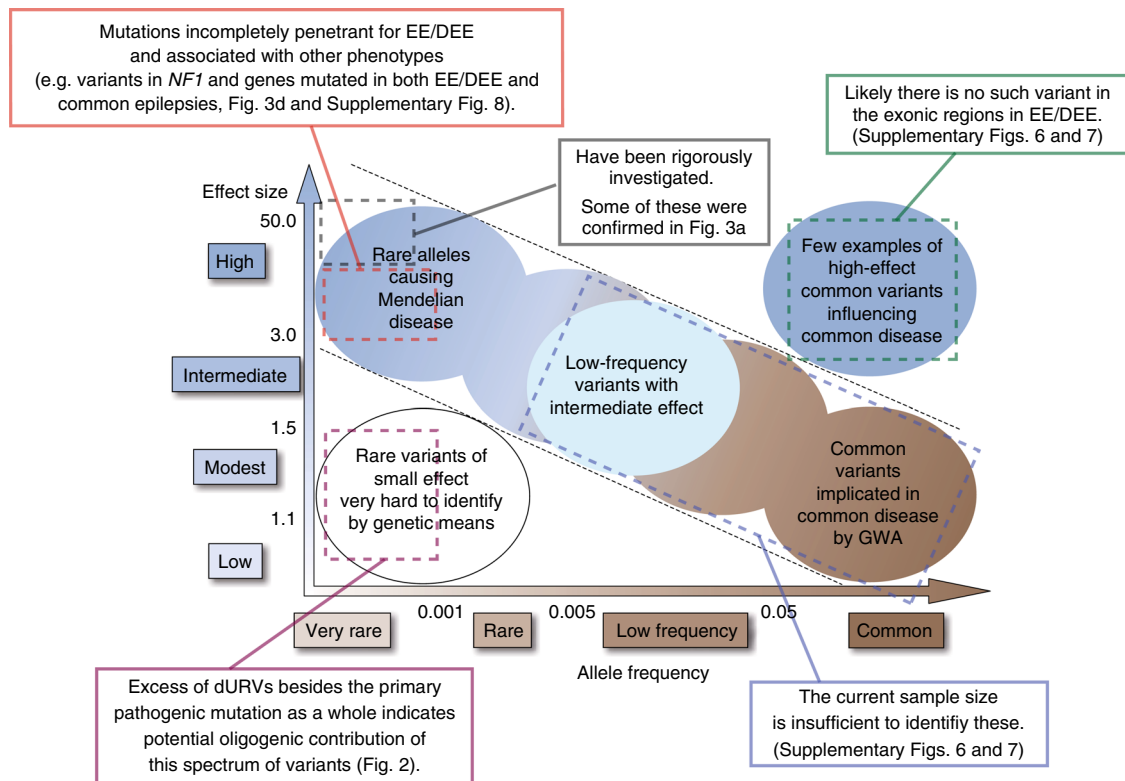 Mutations incompletely penetrant for EE/DEE
and associated with other phenotypes
(e.g. variants in NF1 and genes mutated in both EE/DEE and
common epilepsies, Fig. 3d and Supplementary Fig. 8).
Likely there is no such variant in
the exonic regions in EE/DEE.
(Supplementary Figs. 6 and 7)
Have been rigorously
investigated.
Some of these were
confirmed in Fig. 3a
Effect size
50.0
High
3.0
Intermediate
1.5
Modest
1.1
Low
Rare alleles
causing
Mendelian
disease
Few examples of
high-effect
common variants
influencing
common disease
Low-frequency
variants with
intermediate effect
Rare variants of
small effect
very hard to identify
by genetic means
Common
variants
implicated in
common disease
by GWA
0.001
0.005
0.05
Very rare
Rare
Low frequency
Common
Allele frequency
Excess of dURVs besides the primary
pathogenic mutation as a whole indicates
potential oligogenic contribution of
this spectrum of variants (Fig. 2).
The current sample size
is insufficient to identifiy these.
(Supplementary Figs. 6 and 7)